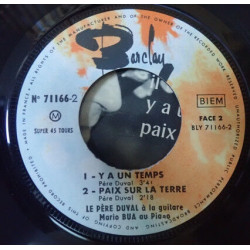 Barclay
N° 71166-2
BIEM
M
SUPER 45 TOURS
FACE 2
BLY 71166-2
y a u
paix
1 - Y A UN TEMPS
Père Duval 3'41
2 - PAIX SUR LA TERRE
Père Duval 2'18
LE PÈRE DUVAL à la guitare
Mario BUA au Piano